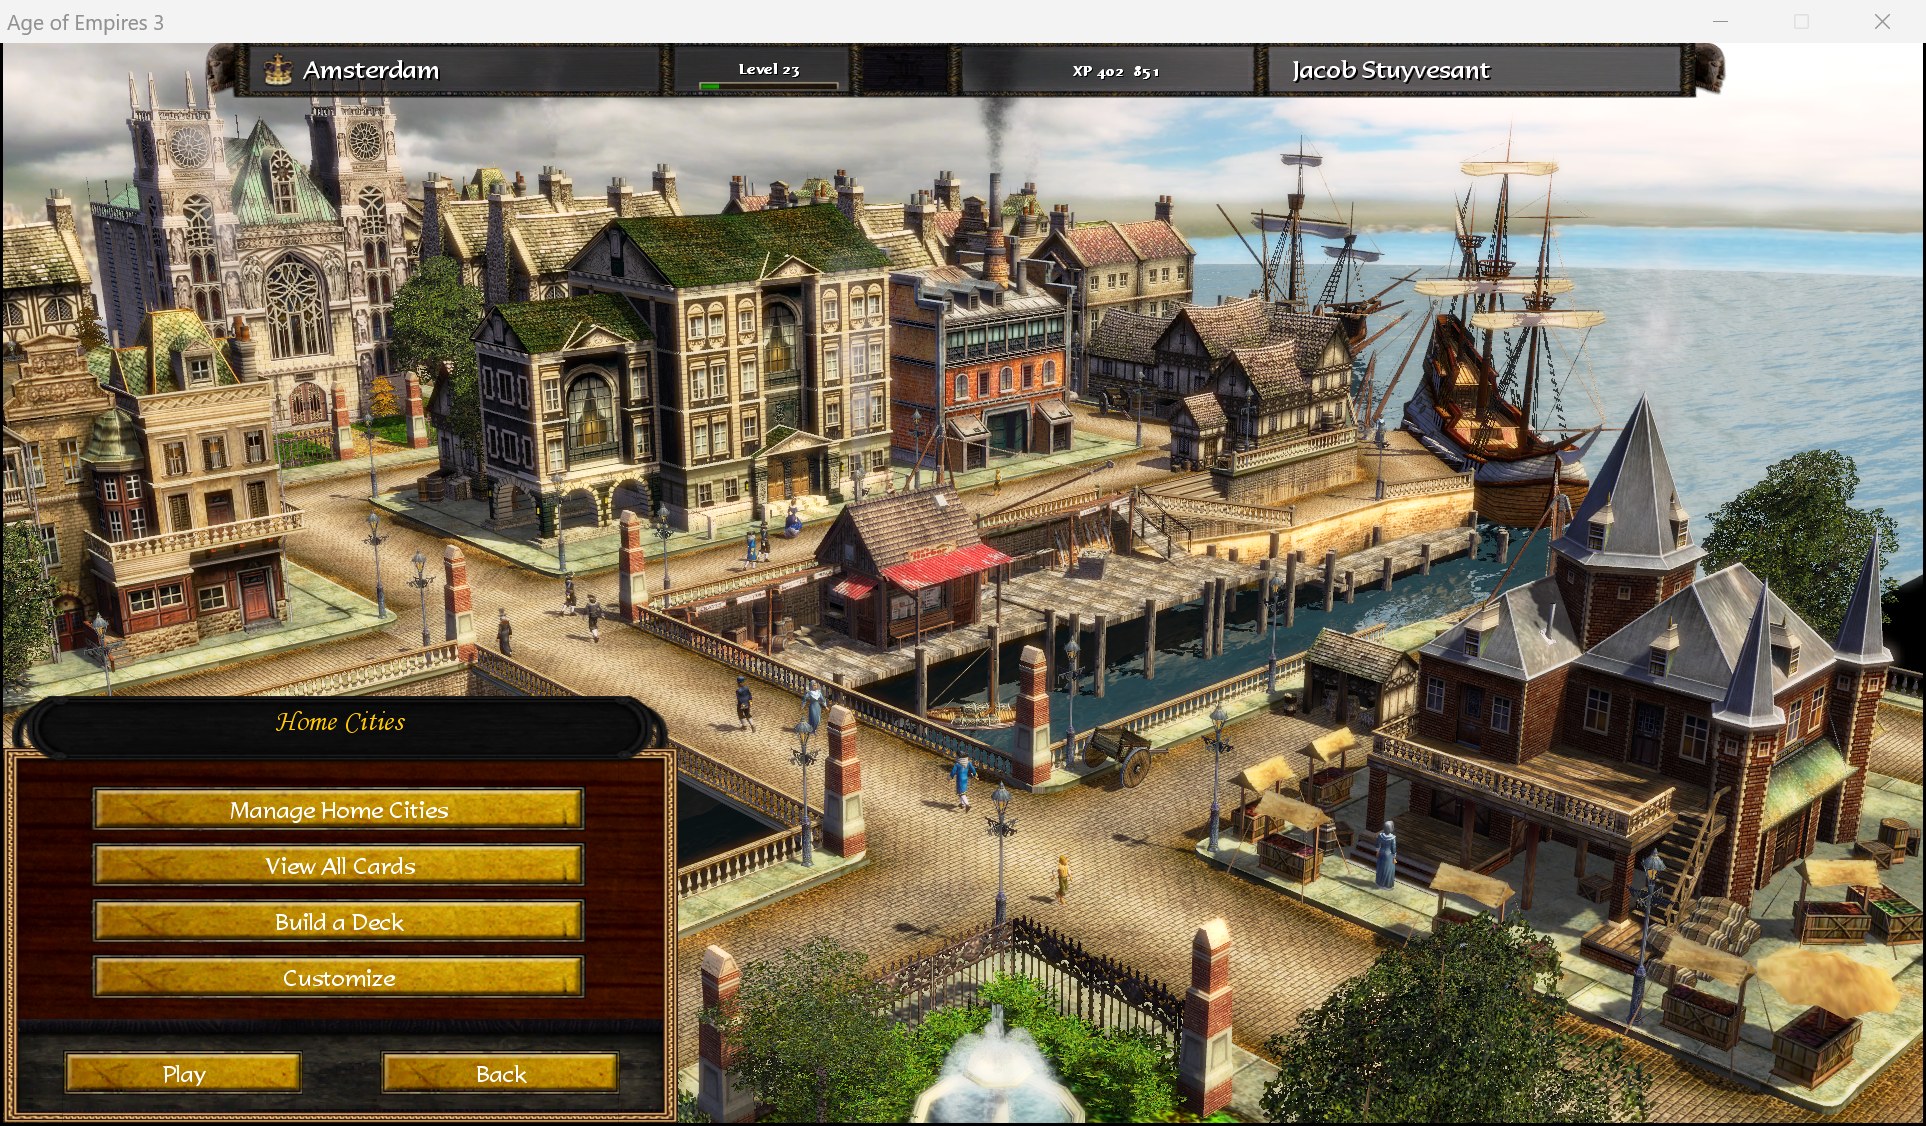 Age of Empires 3
Amsterdam
Level 23
XP 402 851
Jacob Stuyvesant
Home Cities
Manage Home Cities
View All Cards
Build a Deck
Customize
Play
Back